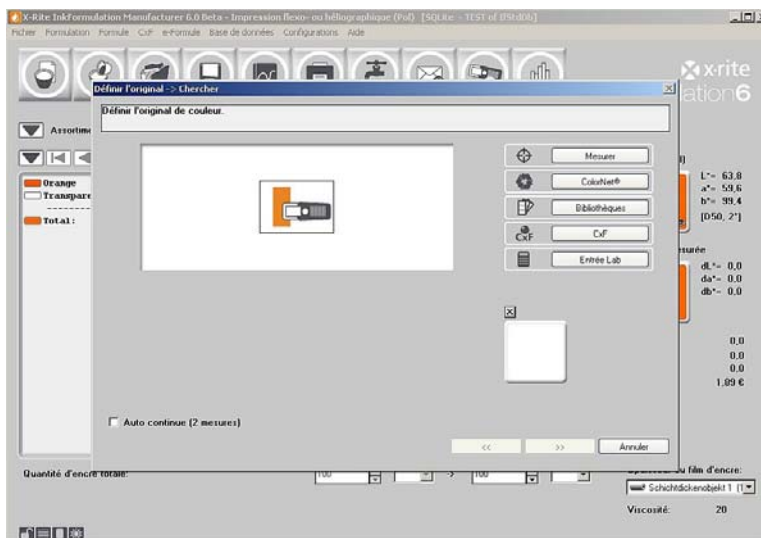 X-Rite InkFormulation Manufacturer 6.0 Beta - Impression flexo- ou héliographique (Pol) [SQLite - TEST of IFStdDb]
Fichier Formulation Formule CxF e-Formule Base de données Configurations Aide
x·rite
ation6
Définir l'original -> Chercher
Définir l'original de couleur.
Assortime
Mesurer
ColorNet®
Bibliothèques
CxF
CxF
Entrée Lab
Orange
Transpare
Total:
L*= 63,8
a*= 59,6
b*= 99,4
[D50, 2°]
surée
dL*= 0,0
da*= 0,0
db*= 0,0
0,0
0,0
0,0
1,89 €
Auto continue (2 mesures)
<< >> Annuler
Quantité d'encre totale: 100 -> 100
u film d'encre:
Schichtdickenobjekt 1 (1
Viscosité: 20